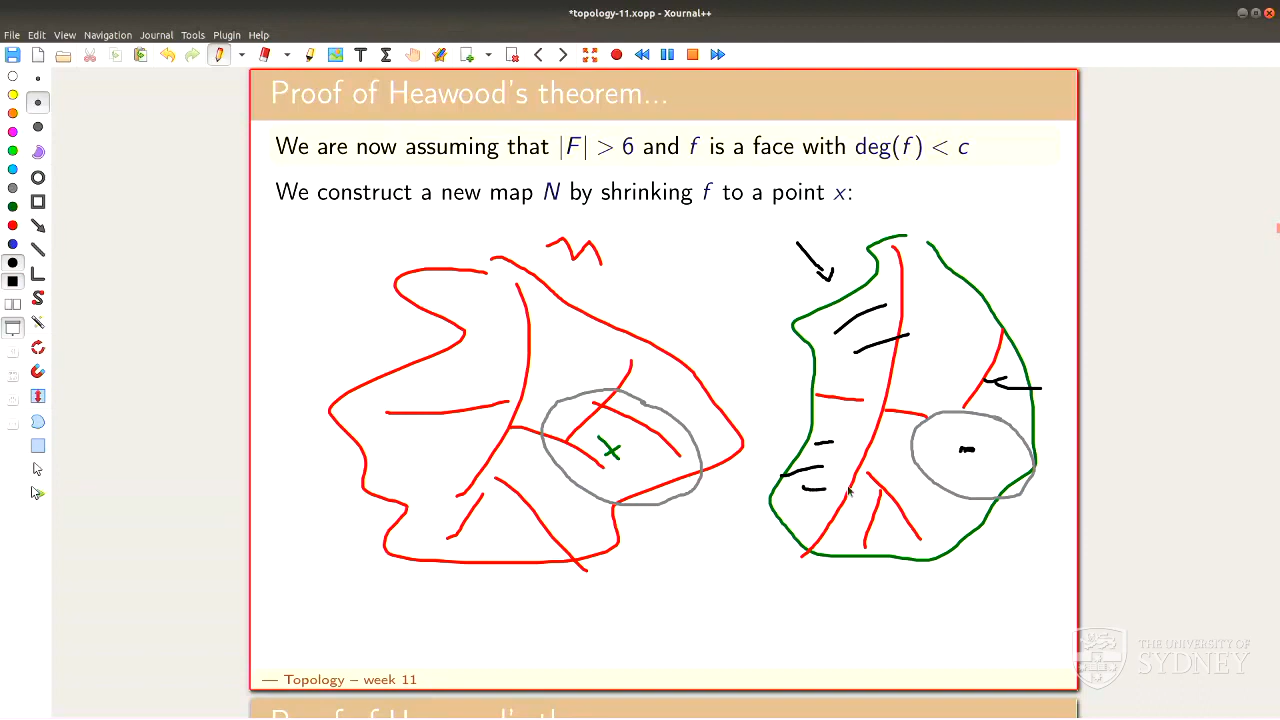 *topology-11.xopp - Xournal++
File Edit View Navigation Journal Tools Plugin Help
Proof of Heawood's theorem...
We are now assuming that |F| > 6 and f is a face with deg(f) < c
We construct a new map N by shrinking f to a point x:
M
x
THE UNIVERSITY OF
SYDNEY
— Topology – week 11